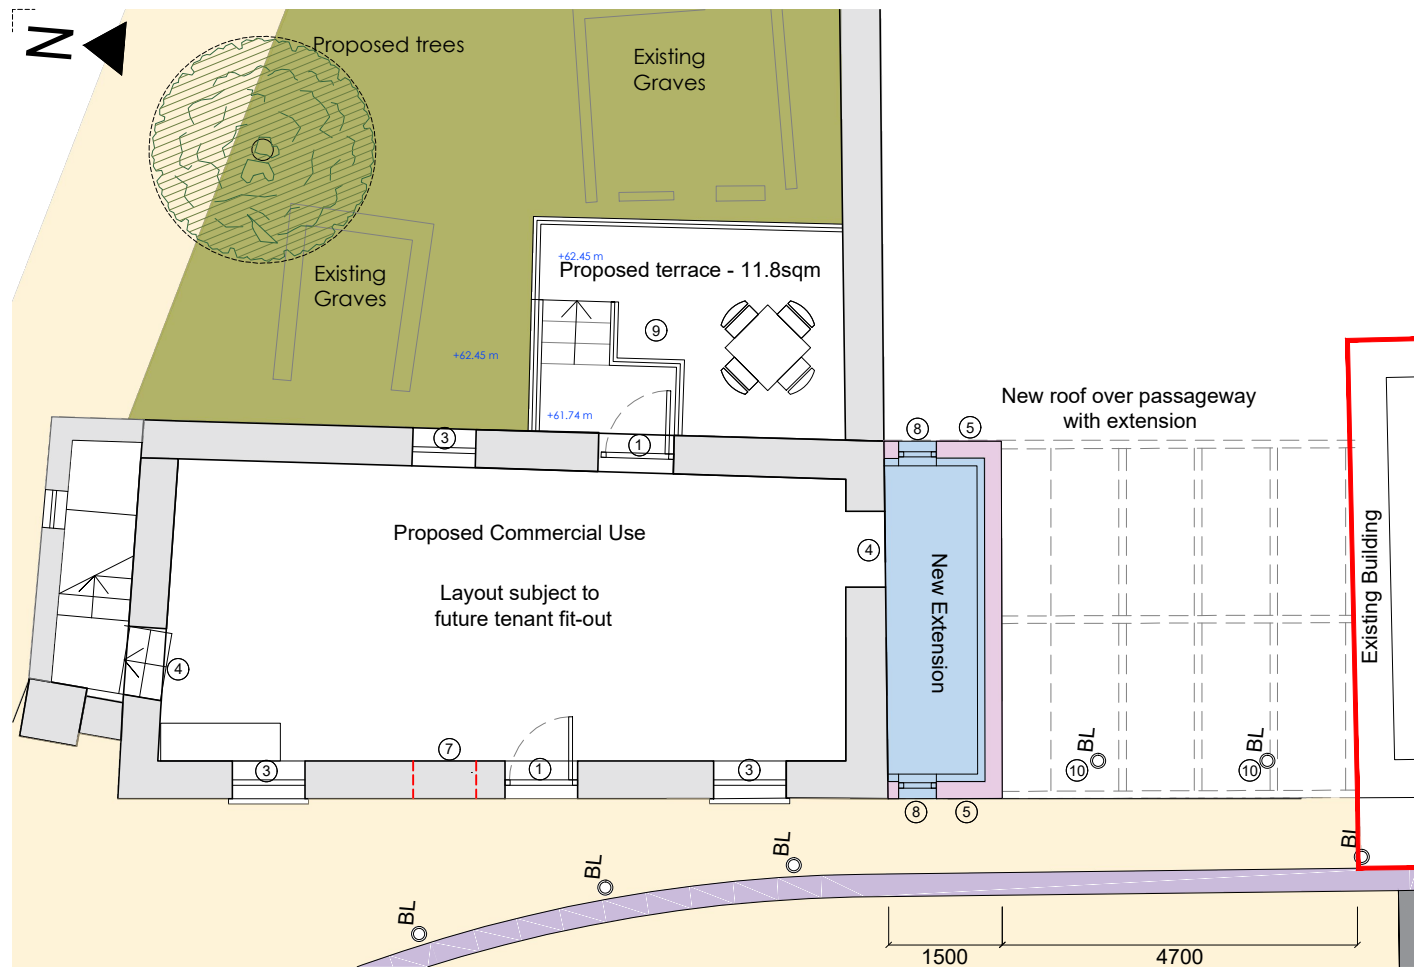 N
Proposed trees
Existing
Graves
+62.45 m
Proposed terrace - 11.8sqm
Existing
Graves
9
+62.45 m
+61.74 m
New roof over passageway
with extension
3
1
8
5
Proposed Commercial Use
4
Layout subject to
future tenant fit-out
New Extension
Existing Building
4
7
3
1
3
BL
10
BL
10
8
5
BL
BL
BL
BL
1500
4700